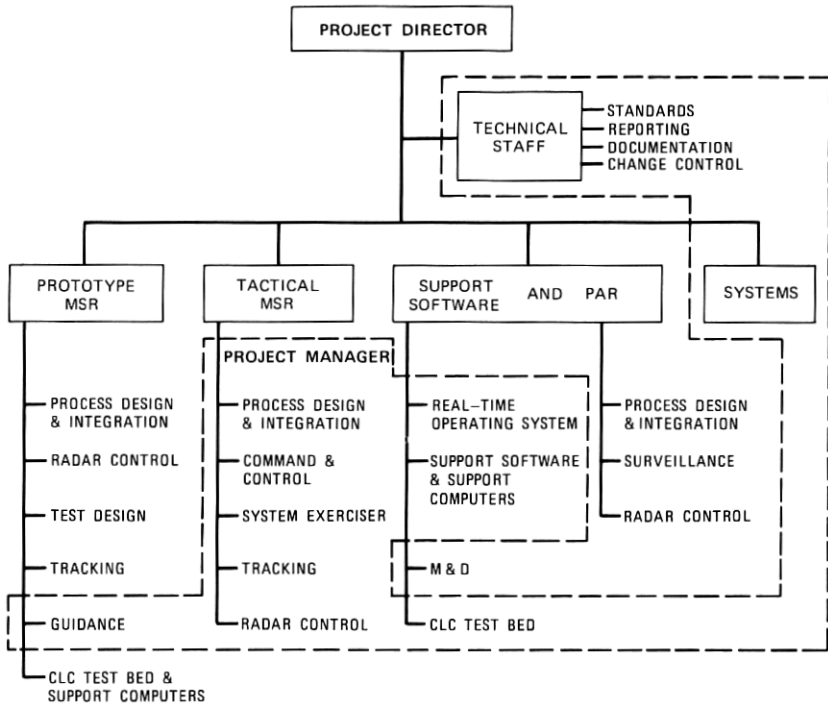 PROJECT DIRECTOR
TECHNICAL
STAFF
STANDARDS
REPORTING
DOCUMENTATION
CHANGE CONTROL
PROTOTYPE
MSR
TACTICAL
MSR
SUPPORT
SOFTWARE AND PAR
SYSTEMS
PROJECT MANAGER
PROCESS DESIGN
& INTEGRATION
RADAR CONTROL
TEST DESIGN
TRACKING
GUIDANCE
CLC TEST BED &
SUPPORT COMPUTERS
PROCESS DESIGN
& INTEGRATION
COMMAND &
CONTROL
SYSTEM EXERCISER
TRACKING
RADAR CONTROL
REAL-TIME
OPERATING SYSTEM
SUPPORT SOFTWARE
& SUPPORT
COMPUTERS
M & D
CLC TEST BED
PROCESS DESIGN
& INTEGRATION
SURVEILLANCE
RADAR CONTROL